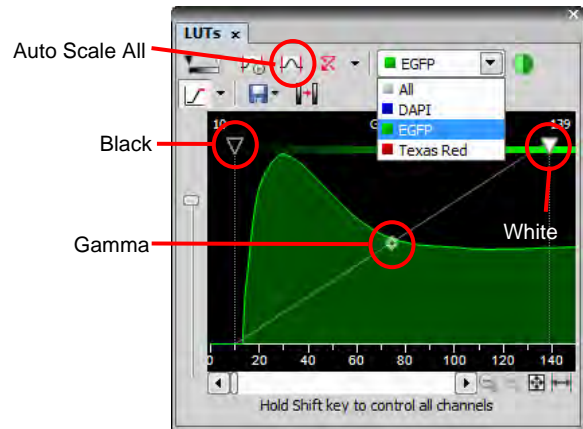 LUTs x
Auto Scale All
EGFP
All
DAPI
EGFP
Texas Red
10
G
139
Black
White
Gamma
0 20 40 60 80 100 120 140
Hold Shift key to control all channels